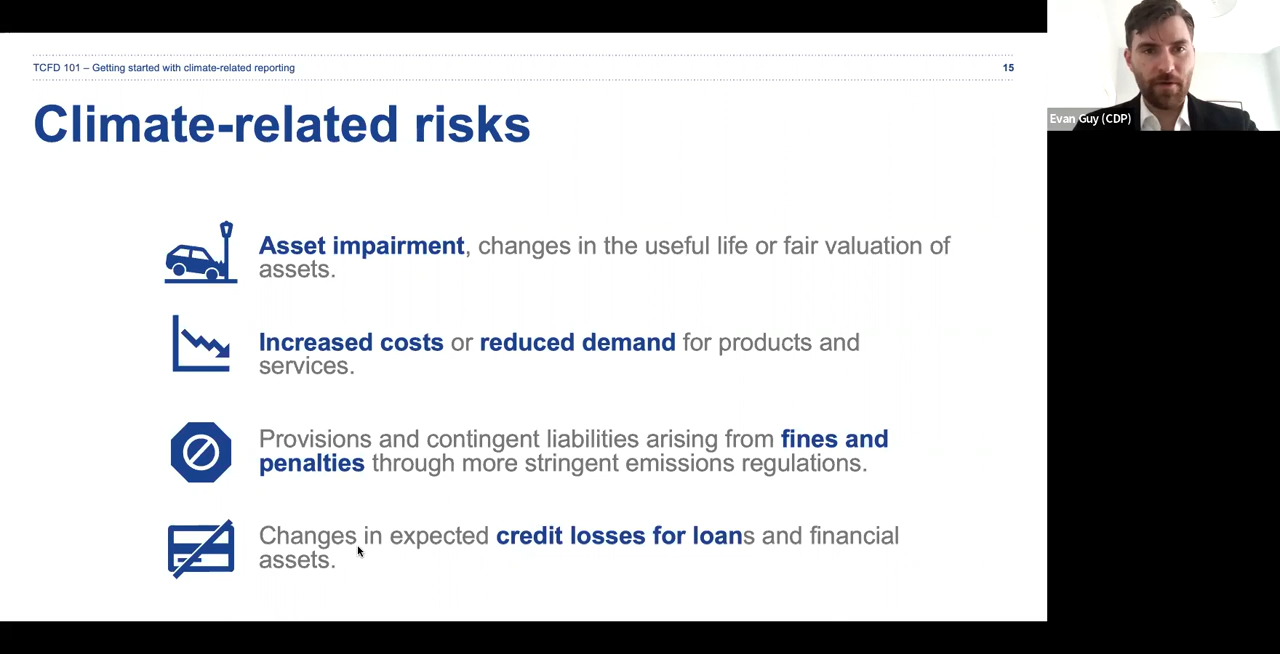 TCFD 101 – Getting started with climate-related reporting
15
Climate-related risks
Asset impairment, changes in the useful life or fair valuation of
assets.
Increased costs or reduced demand for products and
services.
Provisions and contingent liabilities arising from fines and
penalties through more stringent emissions regulations.
Changes in expected credit losses for loans and financial
assets.
Evan Guy (CDP)